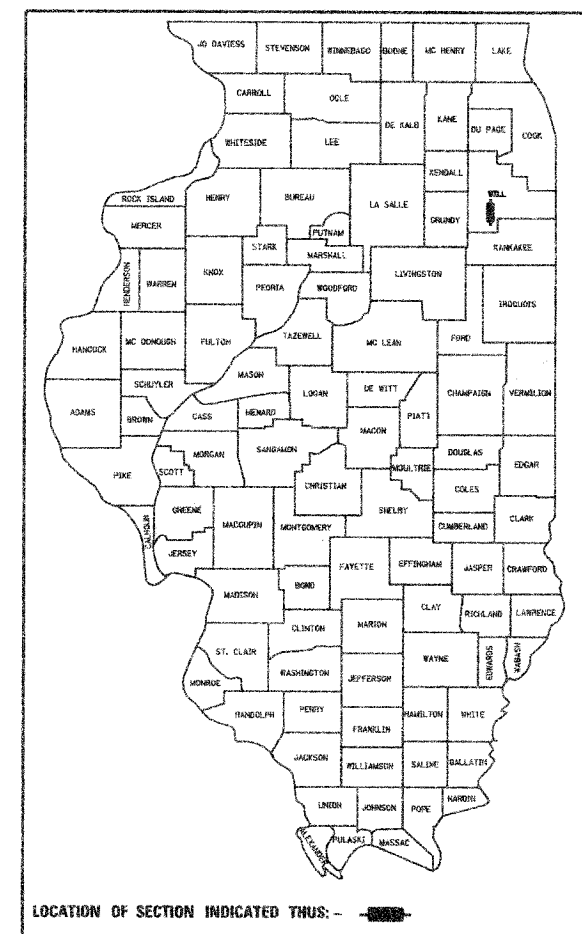 JO DAVIESS STEVENSON WINNEBAGO BOONE MC HENRY LAKE
CARROLL OGLE DE KALB KANE DU PAGE COOK
WHITESIDE LEE
KENDALL WILL
ROCK ISLAND HENRY BUREAU LA SALLE GRUNDY
MERCER PUTNAM KANKAKEE
STARK MARSHALL
HENDERSON WARREN KNOX PEORIA WOODFORD LIVINGSTON IROQUOIS
HANCOCK MC DONOUGH FULTON TAZEWELL MC LEAN FORD
MASON
SCHUYLER LOGAN DE WITT CHAMPAIGN VERMILION
ADAMS BROWN CASS MENARD MACON PIATT
PIKE SCOTT MORGAN SANGAMON MOULTRIE DOUGLAS EDGAR
CHRISTIAN COLES
CALHOUN GREENE MACOUPIN MONTGOMERY SHELBY CUMBERLAND CLARK
JERSEY
FAYETTE EFFINGHAM JASPER CRAWFORD
MADISON BOND
CLAY RICHLAND LAWRENCE
CLINTON MARION
ST. CLAIR WAYNE EDWARDS WABASH
WASHINGTON JEFFERSON
MONROE
RANDOLPH PERRY HAMILTON WHITE
FRANKLIN
JACKSON WILLIAMSON SALINE GALLATIN
UNION JOHNSON POPE HARDIN
ALEXANDER PULASKI MASSAC
LOCATION OF SECTION INDICATED THUS: -